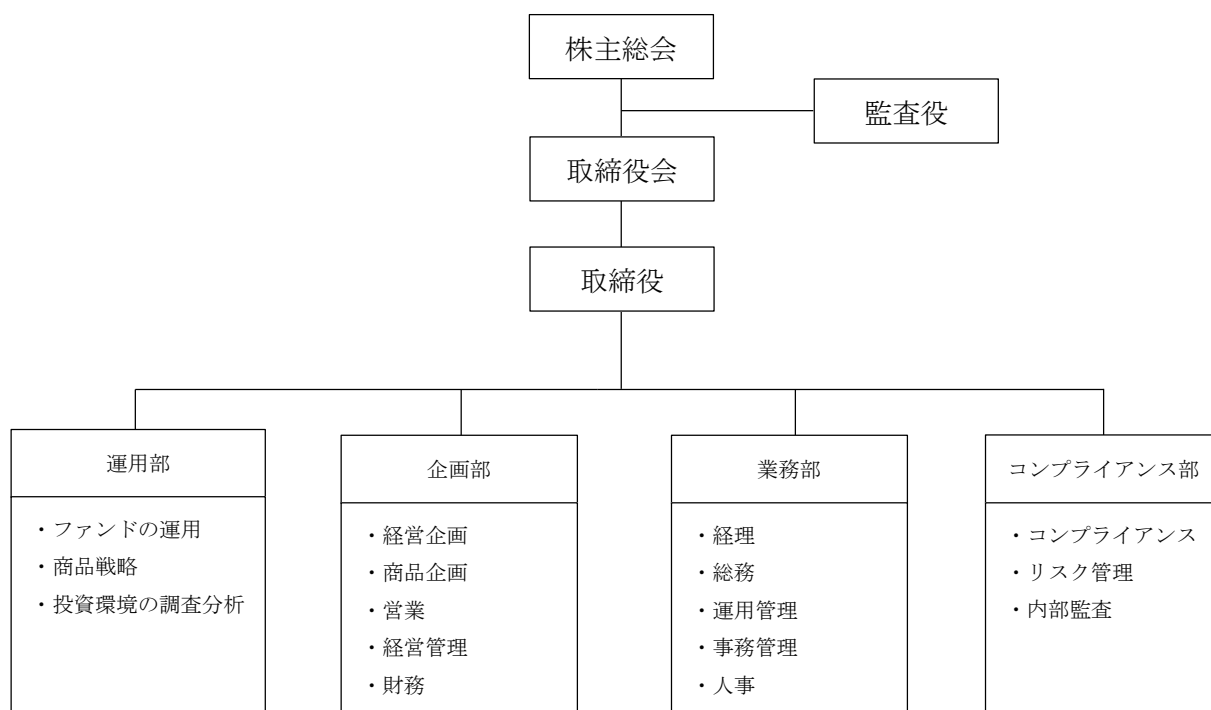 株主総会
監査役
取締役会
取締役
運用部
・ファンドの運用
・商品戦略
・投資環境の調査分析
企画部
・経営企画
・商品企画
・営業
・経営管理
・財務
業務部
・経理
・総務
・運用管理
・事務管理
・人事
コンプライアンス部
・コンプライアンス
・リスク管理
・内部監査